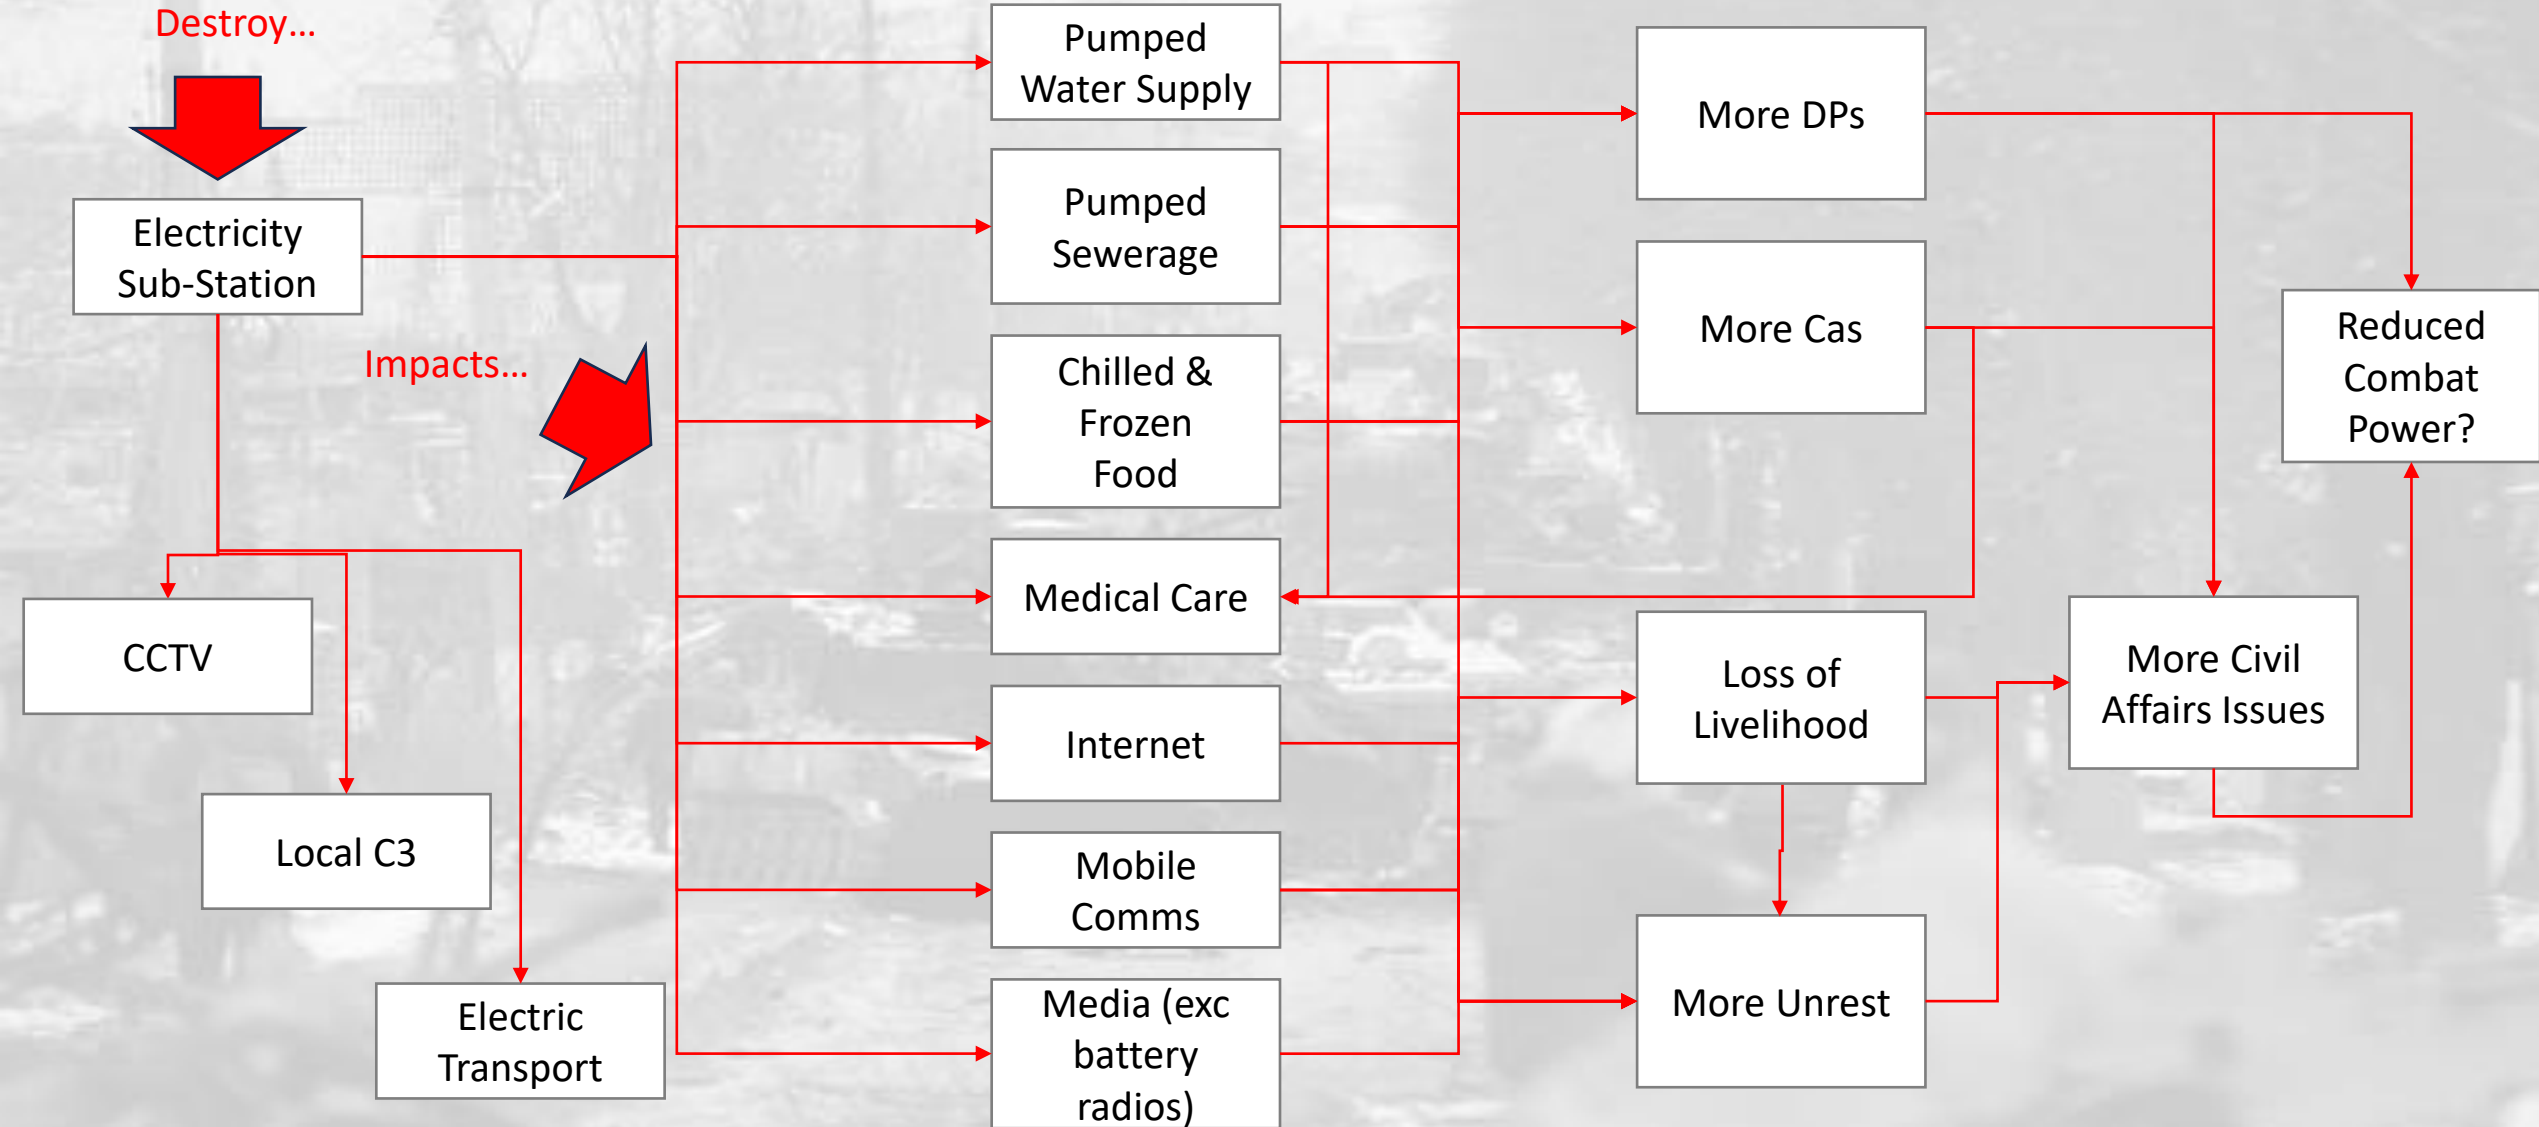 Destroy...
Electricity
Sub-Station
Impacts...
CCTV
Local C3
Electric
Transport
Pumped
Water Supply
Pumped
Sewerage
Chilled &
Frozen
Food
Medical Care
Internet
Mobile
Comms
Media (exc
battery
radios)
More DPs
More Cas
Loss of
Livelihood
More Unrest
More Civil
Affairs Issues
Reduced
Combat
Power?